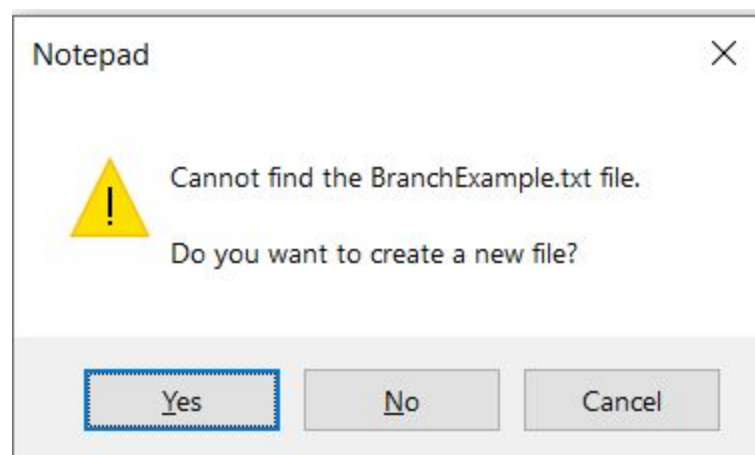 Notepad
Cannot find the BranchExample.txt file.
Do you want to create a new file?
Yes
No
Cancel